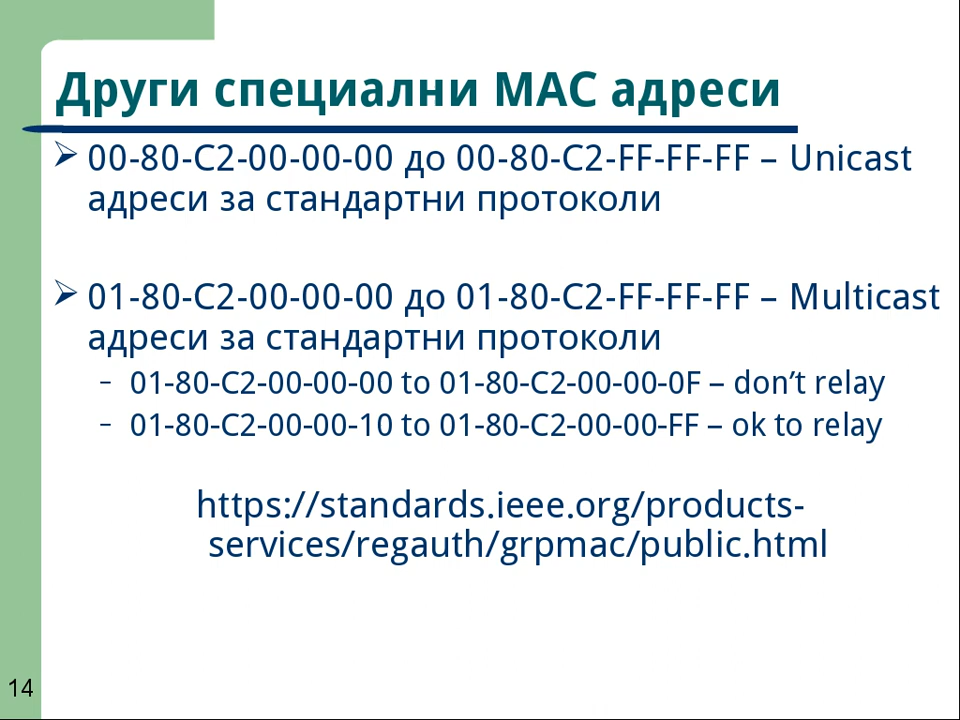 Други специални MAC адреси
00-80-C2-00-00-00 до 00-80-C2-FF-FF-FF – Unicast
адреси за стандартни протоколи
01-80-C2-00-00-00 до 01-80-C2-FF-FF-FF – Multicast
адреси за стандартни протоколи
– 01-80-C2-00-00-00 to 01-80-C2-00-00-0F – don’t relay
– 01-80-C2-00-00-10 to 01-80-C2-00-00-FF – ok to relay
https://standards.ieee.org/products-
services/regauth/grpmac/public.html
14